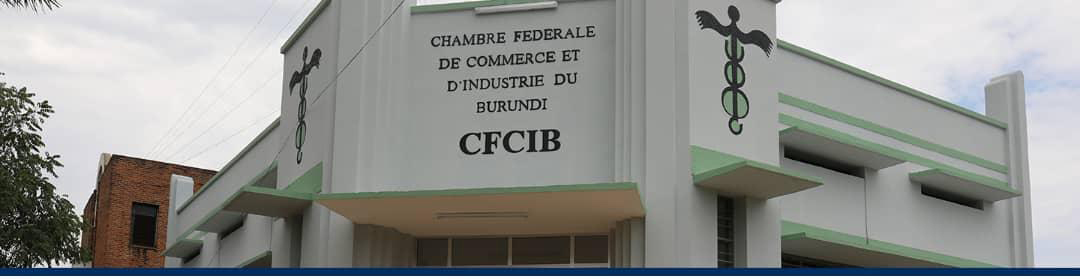 CHAMBRE FEDERALE
DE COMMERCE ET
D'INDUSTRIE DU
BURUNDI
CFCIB